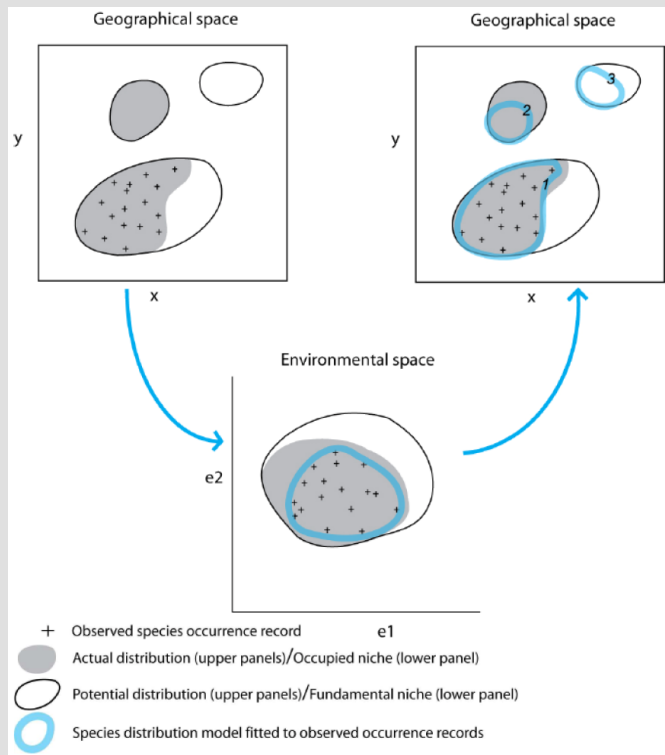 Geographical space
Geographical space
y
x
y
3
2
1
x
Environmental space
e2
e1
+ Observed species occurrence record
Actual distribution (upper panels)/Occupied niche (lower panel)
Potential distribution (upper panels)/Fundamental niche (lower panel)
Species distribution model fitted to observed occurrence records